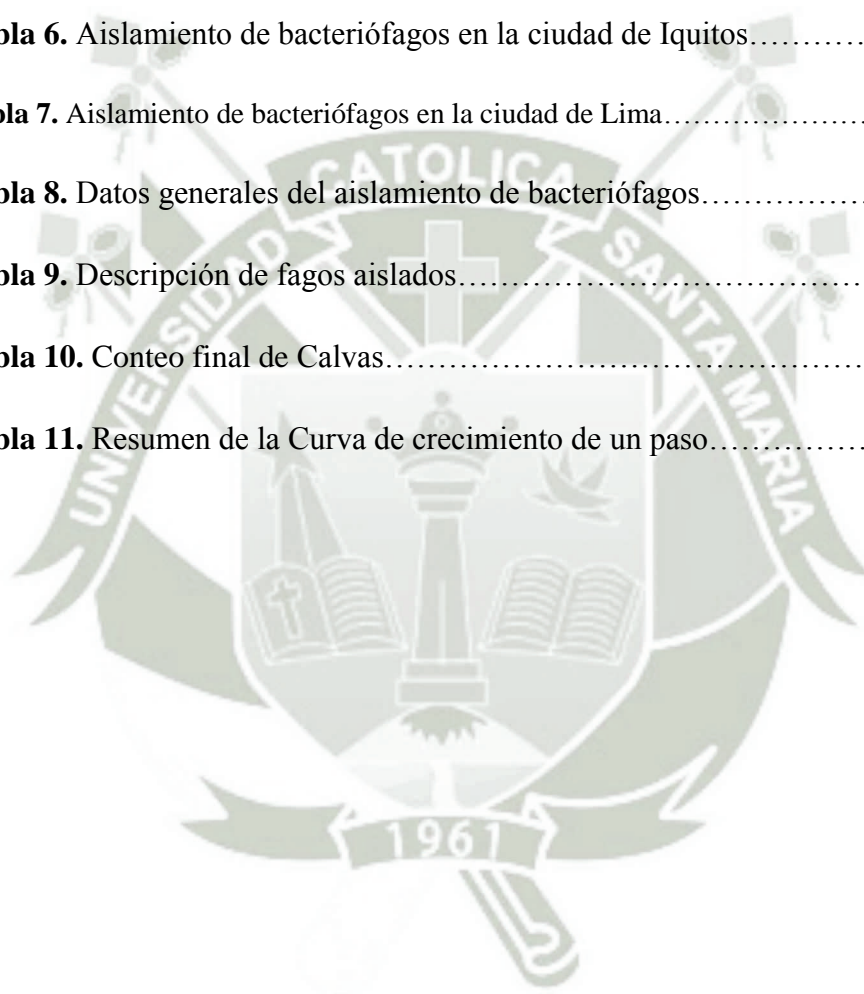 bla 6. Aislamiento de bacteriófagos en la ciudad de Iquitos…………
bla 7. Aislamiento de bacteriófagos en la ciudad de Lima…………………
bla 8. Datos generales del aislamiento de bacteriófagos……………
bla 9. Descripción de fagos aislados…………………………………
bla 10. Conteo final de Calvas………………………………………
bla 11. Resumen de la Curva de crecimiento de un paso……………
UNIVERSIDAD CATOLICA SANTA MARIA
1961